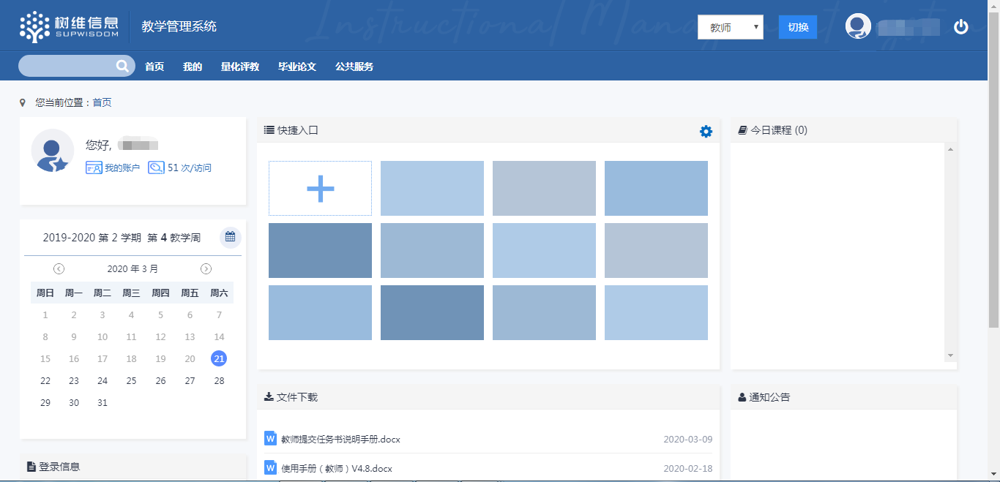 树维信息
SUPWISDOM
教学管理系统
Instructional Manag
教师
切换
首页 我的 量化评教 毕业论文 公共服务
您当前位置：首页
您好,
我的账户 51 次/访问
2019-2020 第 2 学期 第 4 教学周
2020 年 3 月
周日 周一 周二 周三 周四 周五 周六
1 2 3 4 5 6 7
8 9 10 11 12 13 14
15 16 17 18 19 20 21
22 23 24 25 26 27 28
29 30 31
登录信息
快捷入口
今日课程 (0)
文件下载
W 教师提交任务书说明手册.docx 2020-03-09
W 使用手册（教师）V4.8.docx 2020-02-18
通知公告